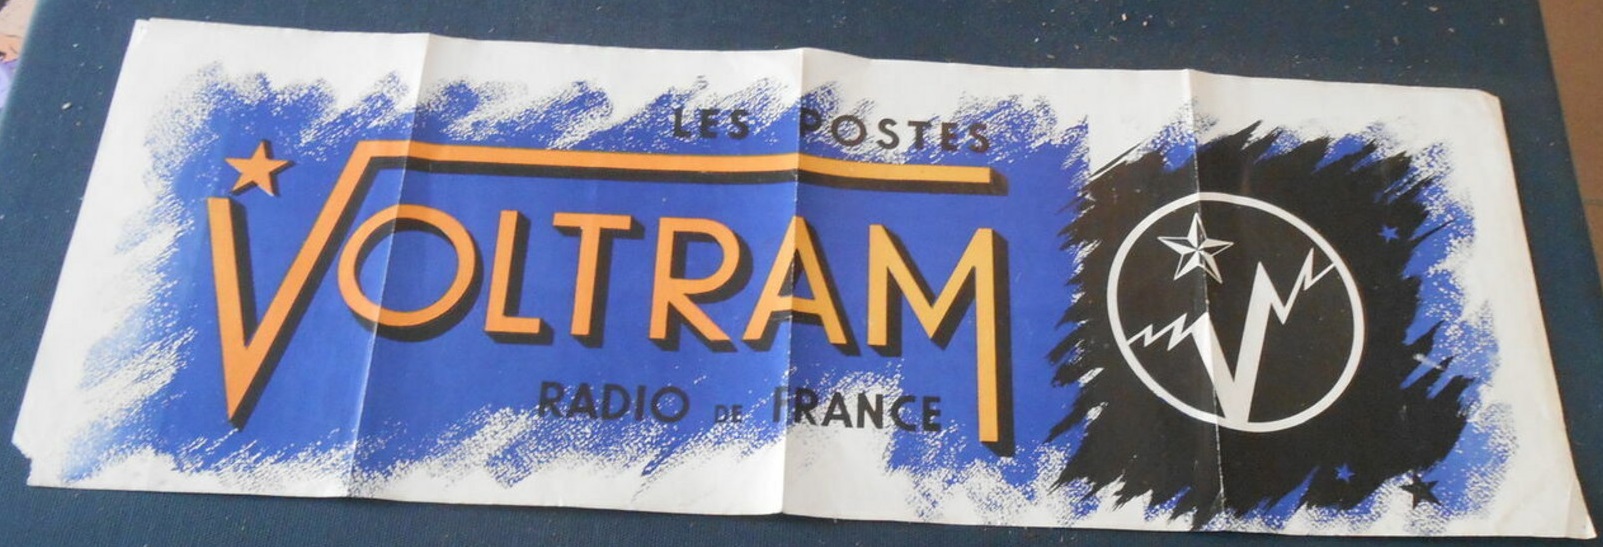 LES POSTES
VOLTRAM
RADIO DE FRANCE
V